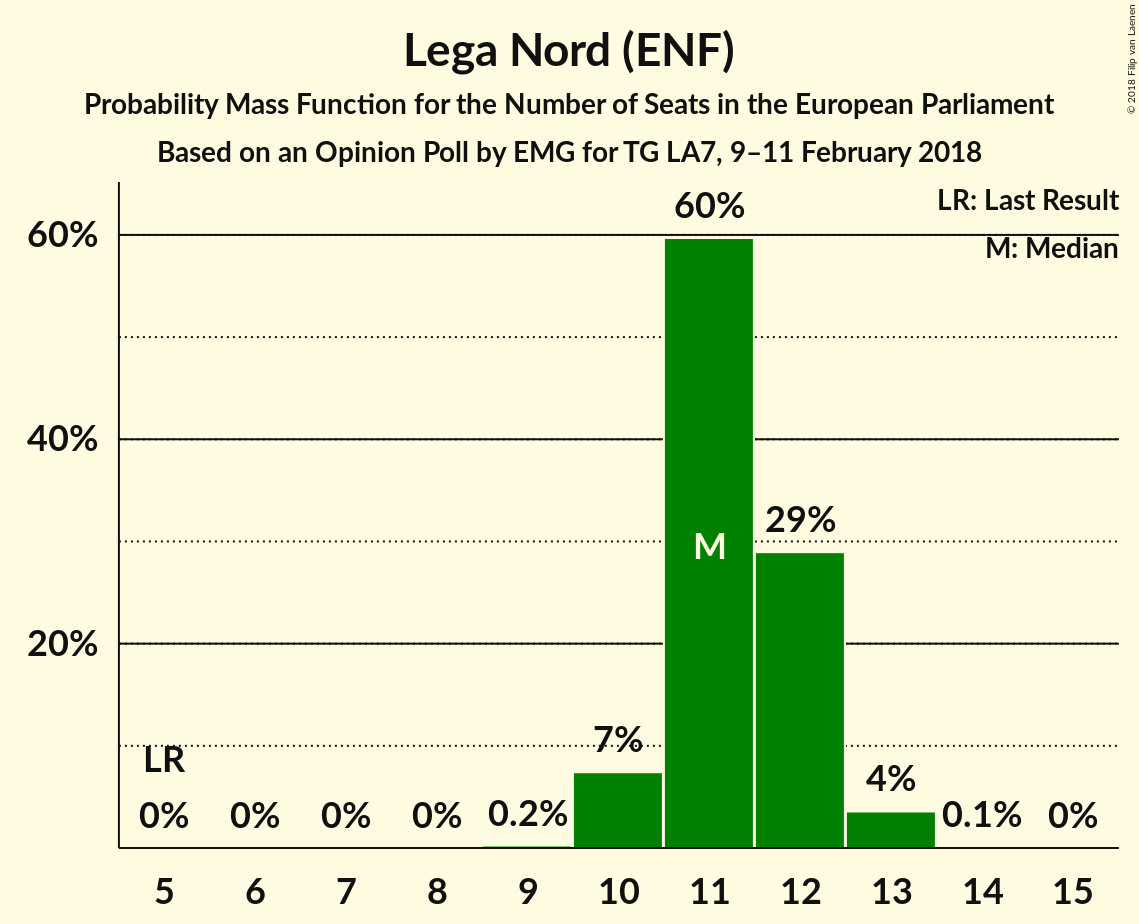 Lega Nord (ENF)
Probability Mass Function for the Number of Seats in the European Parliament
Based on an Opinion Poll by EMG for TG LA7, 9–11 February 2018
© 2018 Filip van Laenen
LR: Last Result
M: Median
60%
40%
20%
LR
0%
0%
0%
0%
0.2%
7%
60%
M
29%
4%
0.1%
0%
5 6 7 8 9 10 11 12 13 14 15